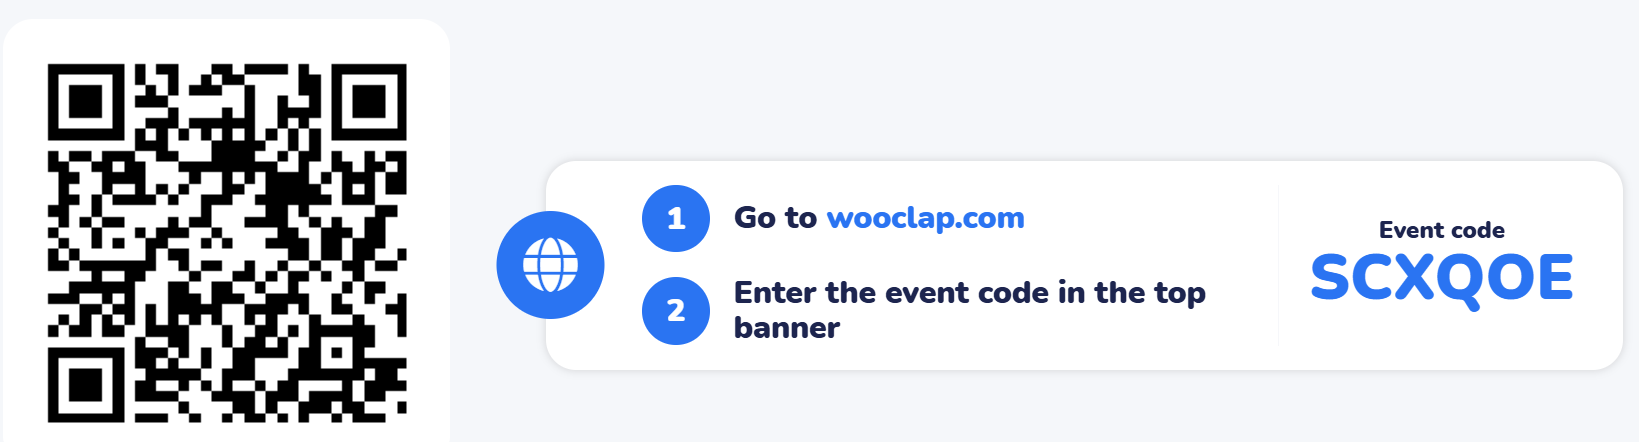 1 Go to wooclap.com
2 Enter the event code in the top
banner
Event code
SCXQOE